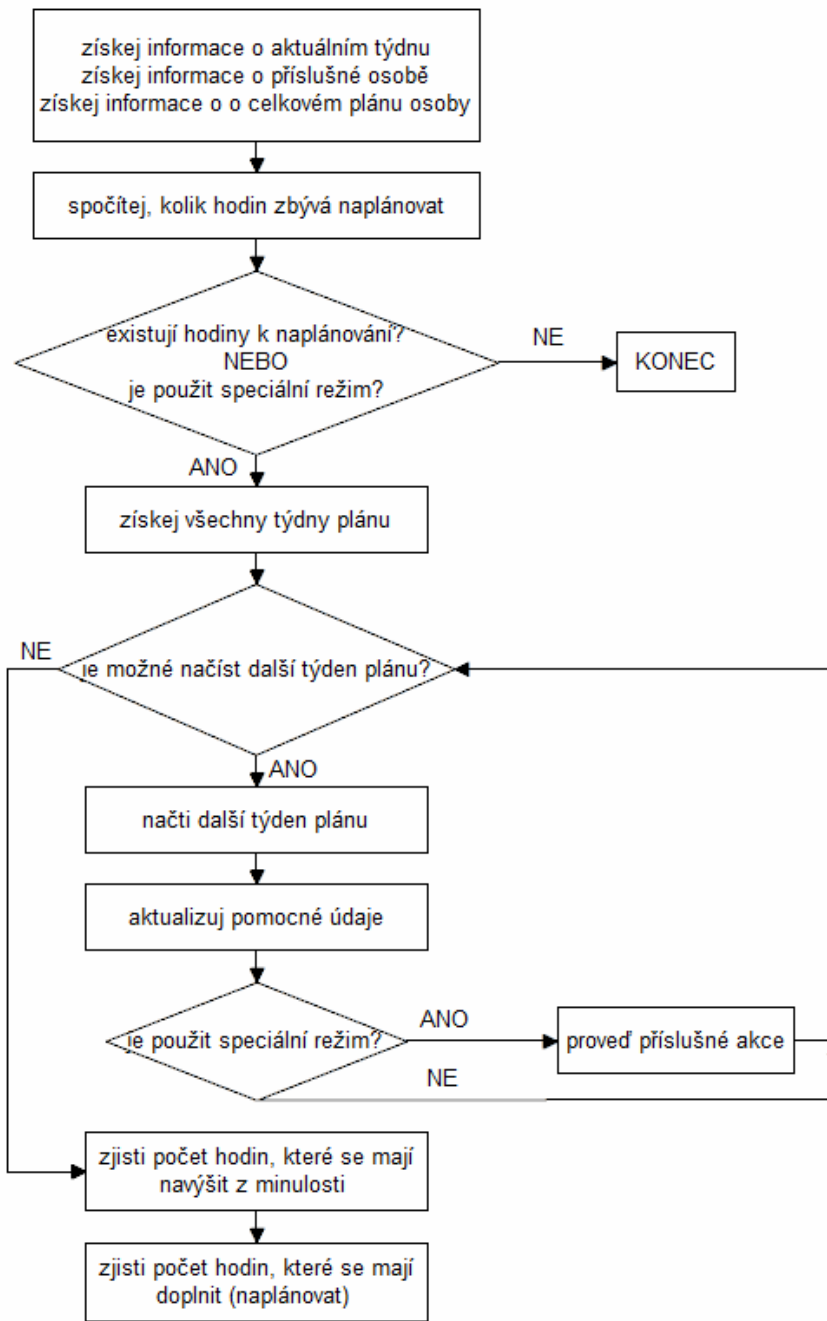 získej informace o aktuálním týdnu
získej informace o příslušné osobě
získej informace o o celkovém plánu osoby
spočítej, kolik hodin zbývá naplánovat
existují hodiny k naplánování?
NEBO
je použit speciální režim?
NE
KONEC
ANO
získej všechny týdny plánu
NE
je možné načíst další týden plánu?
ANO
načti další týden plánu
aktualizuj pomocné údaje
je použit speciální režim?
ANO
proveď příslušné akce
NE
zjisti počet hodin, které se mají
navýšit z minulosti
zjisti počet hodin, které se mají
doplnit (naplánovat)